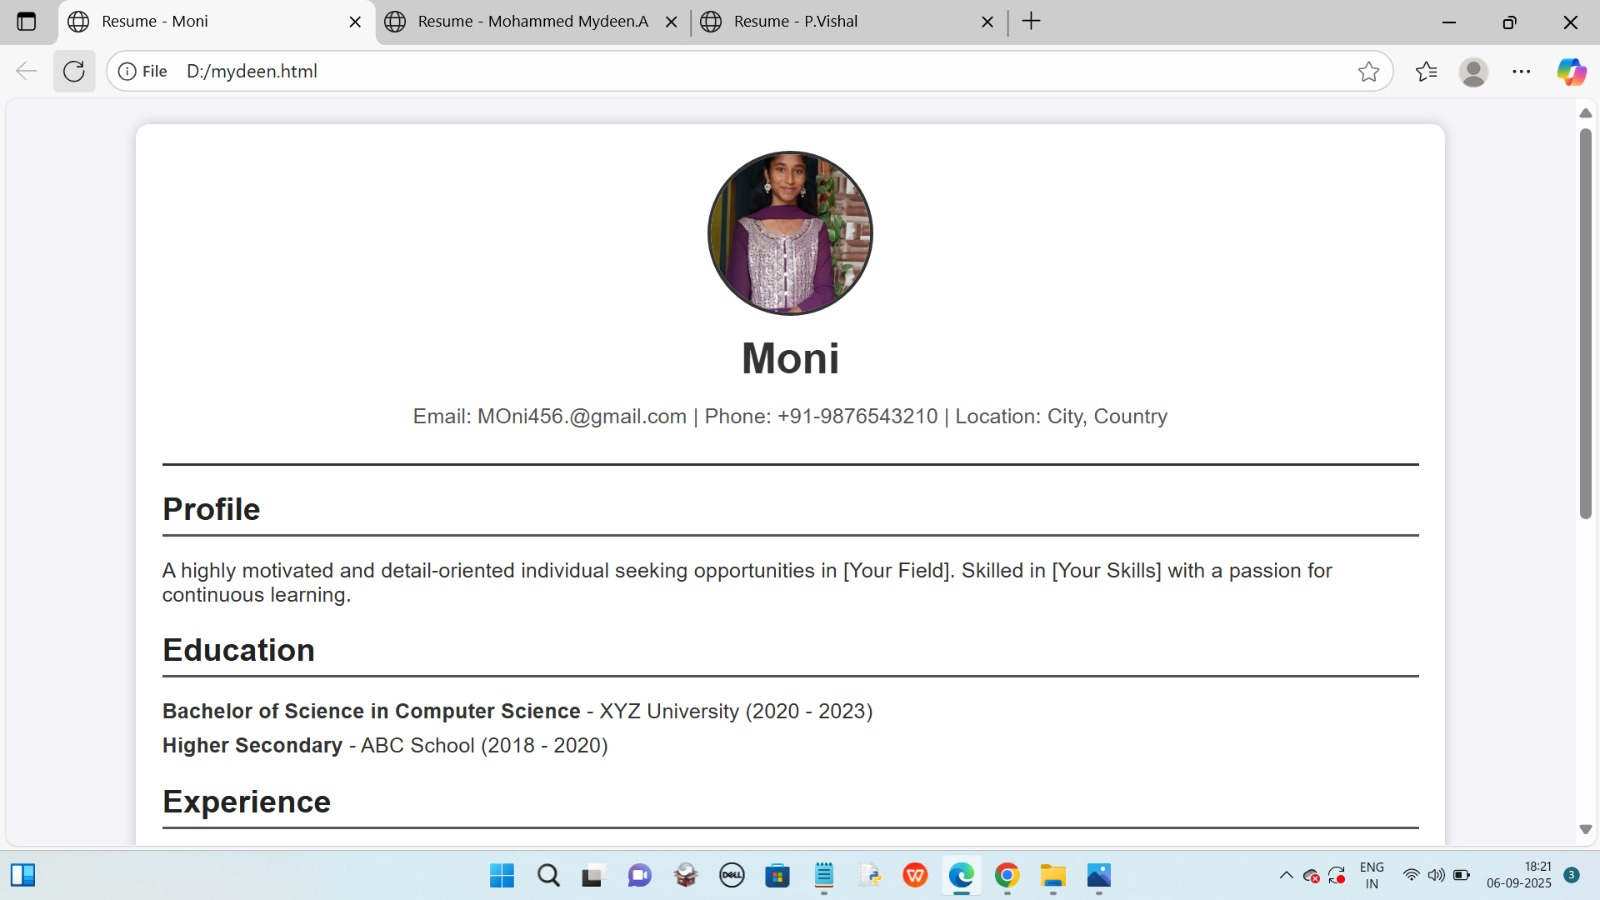 Resume - Moni
Resume - Mohammed Mydeen.A
Resume - P.Vishal
File D:/mydeen.html
Moni
Email: MOni456.@gmail.com | Phone: +91-9876543210 | Location: City, Country
Profile
A highly motivated and detail-oriented individual seeking opportunities in [Your Field]. Skilled in [Your Skills] with a passion for
continuous learning.
Education
Bachelor of Science in Computer Science - XYZ University (2020 - 2023)
Higher Secondary - ABC School (2018 - 2020)
Experience
DELL
W
ENG
IN
18:21
06-09-2025
3